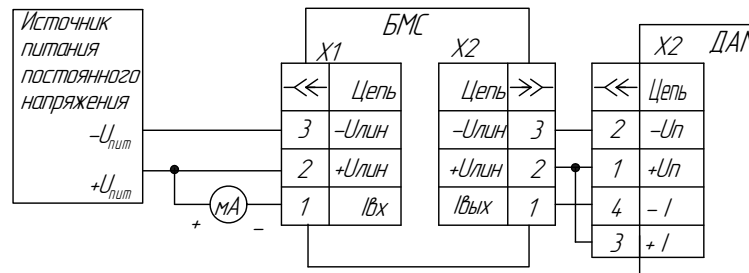 Источник
питания
постоянного
напряжения
–Uпит
+Uпит
мА
+ –
БМС
X1
Цепь
3 –Uлин
2 +Uлин
1 Iвх
X2
Цепь
–Uлин 3
+Uлин 2
Iвых 1
X2 ДАМ
Цепь
2 –Uп
1 +Uп
4 – I
3 + I